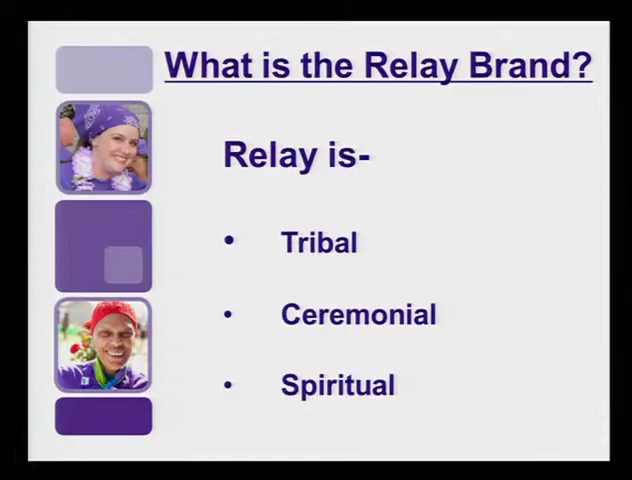 What is the Relay Brand?
Relay is-
• Tribal
• Ceremonial
• Spiritual